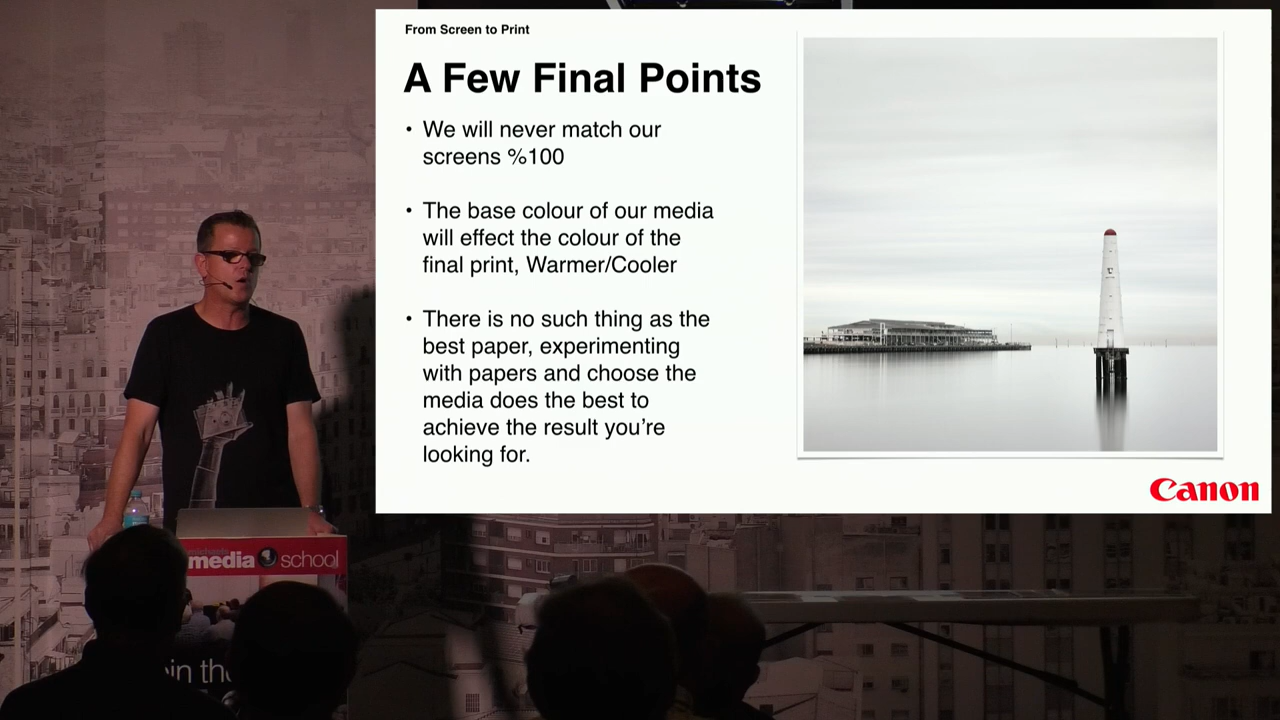 From Screen to Print
A Few Final Points
• We will never match our
screens %100
• The base colour of our media
will effect the colour of the
final print, Warmer/Cooler
• There is no such thing as the
best paper, experimenting
with papers and choose the
media does the best to
achieve the result you’re
looking for.
Canon
media school
in the